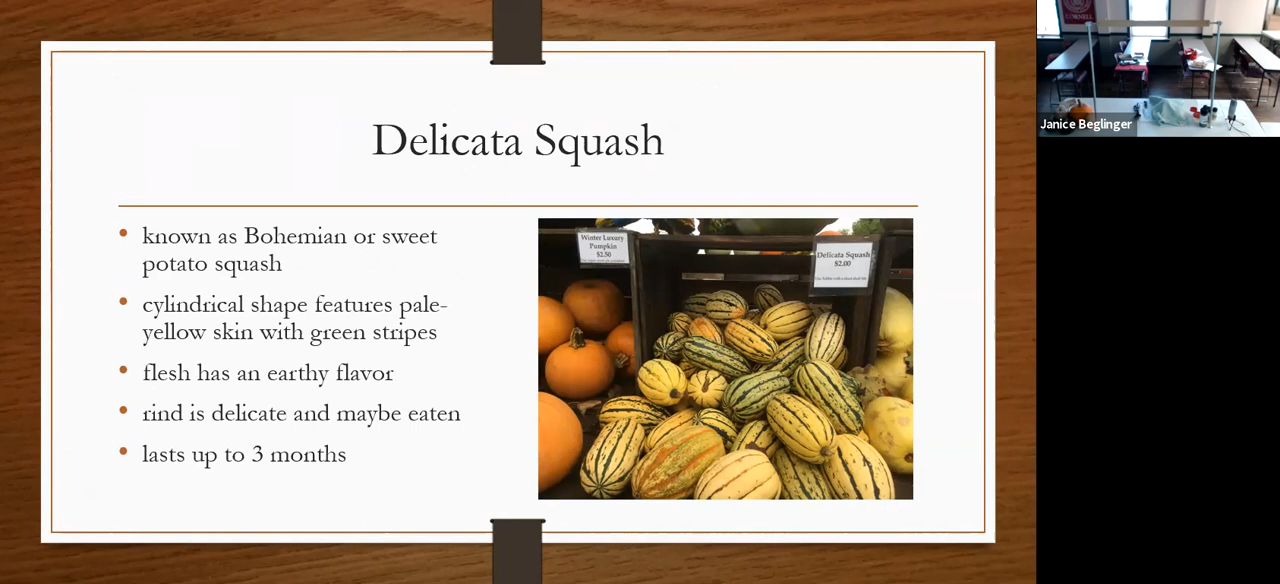 Delicata Squash
known as Bohemian or sweet
potato squash
cylindrical shape features pale-
yellow skin with green stripes
flesh has an earthy flavor
rind is delicate and maybe eaten
lasts up to 3 months
Winter Luxury
Pumpkin
$2.50
Delicata Squash
$2.00
CORNELL
Janice Beglinger